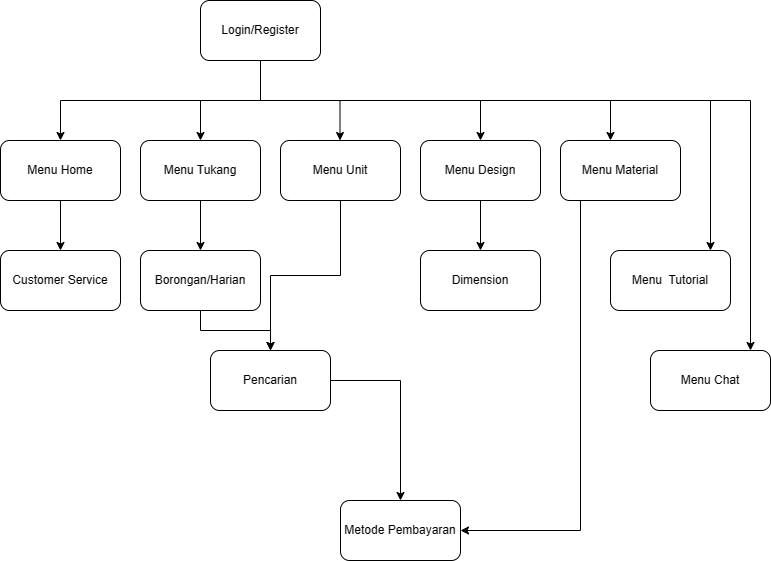 Login/Register
Menu Home
Menu Tukang
Menu Unit
Menu Design
Menu Material
Customer Service
Borongan/Harian
Dimension
Menu  Tutorial
Pencarian
Menu Chat
Metode Pembayaran